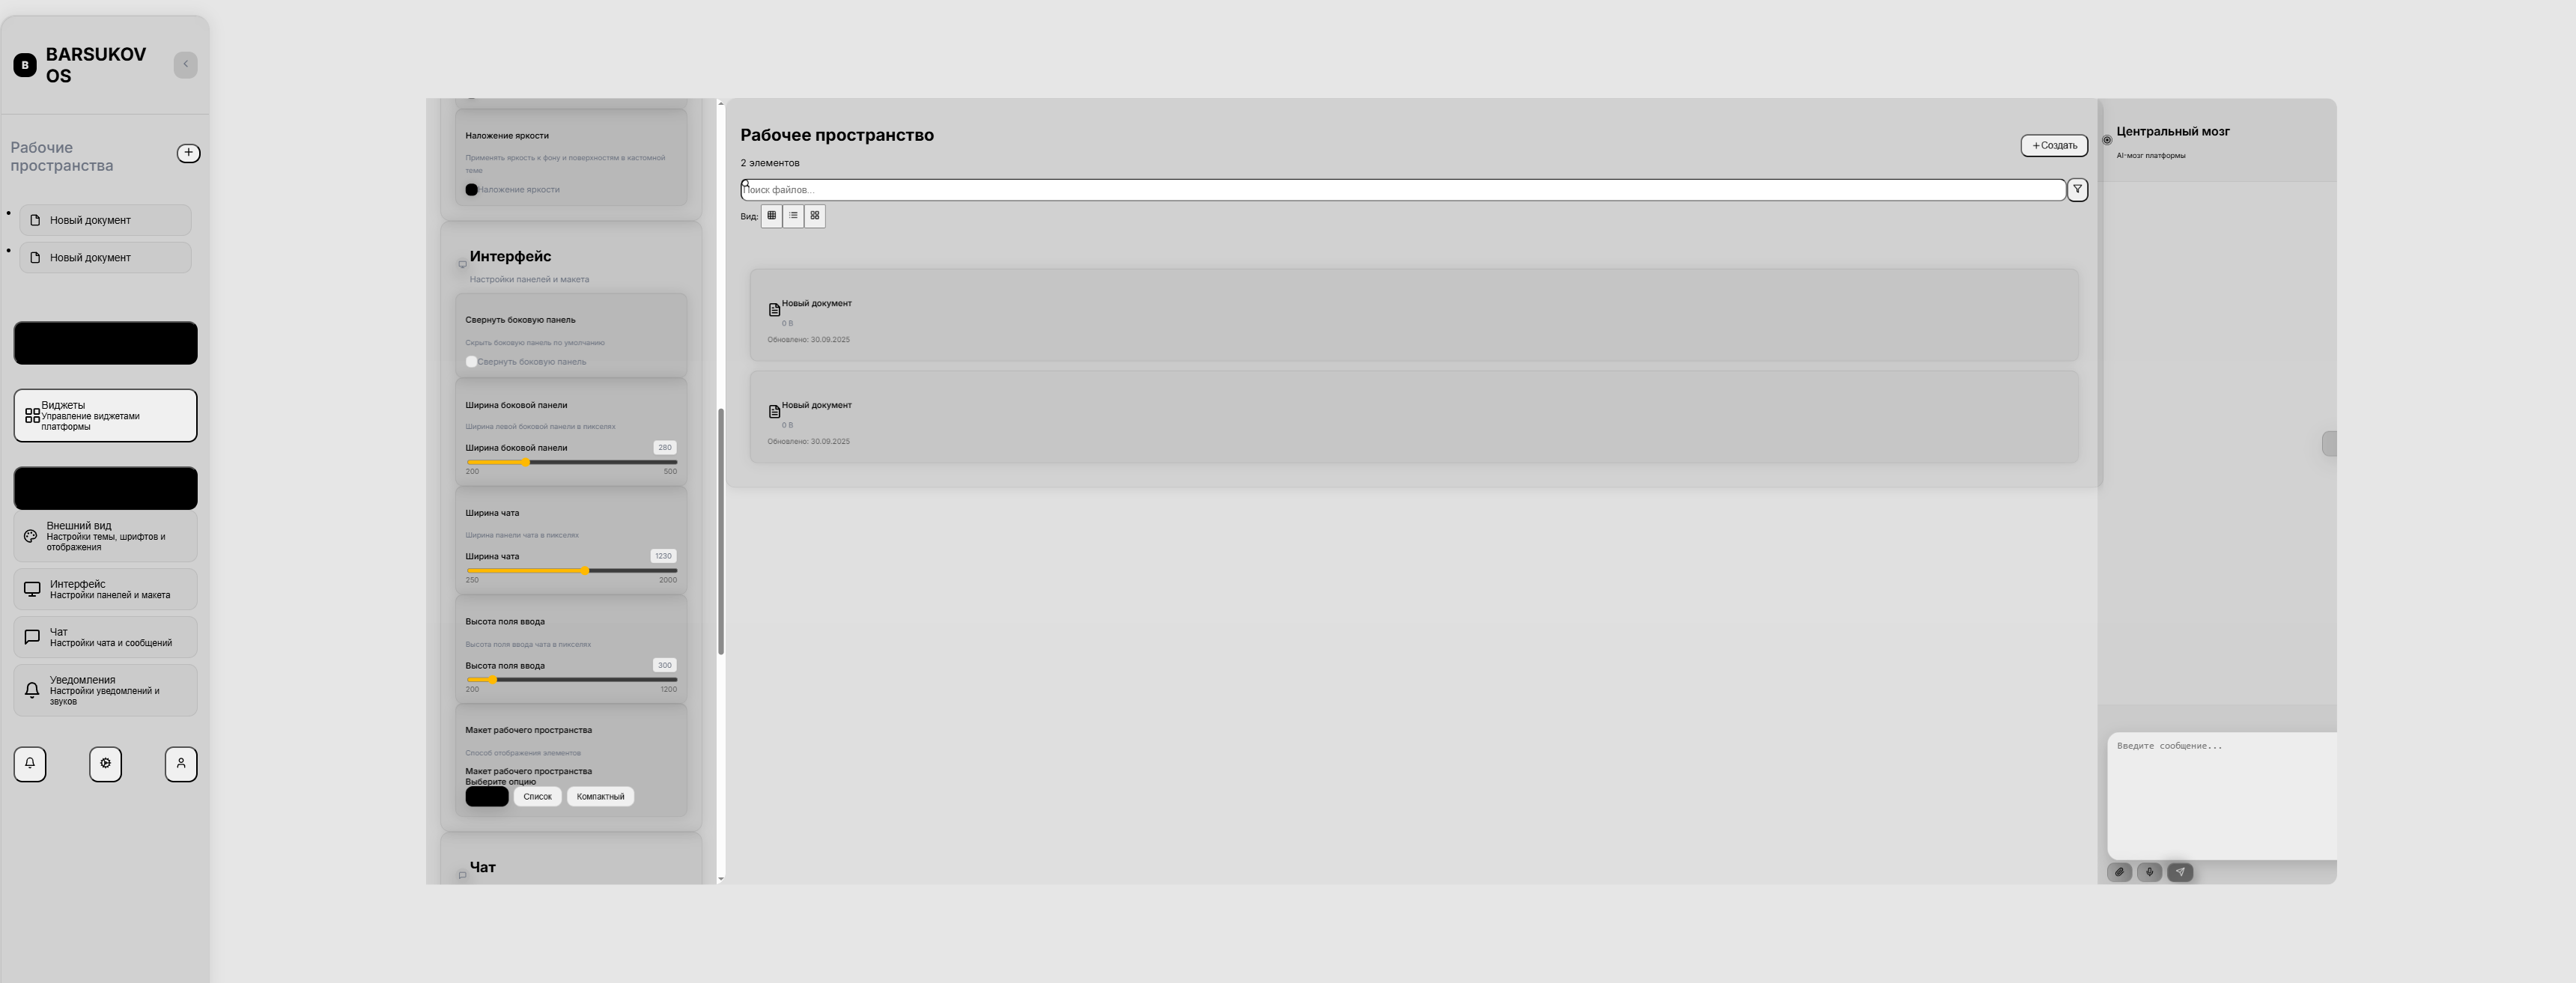 B
BARSUKOV
OS
Рабочие
пространства
Новый документ
Новый документ
Виджеты
Управление виджетами
платформы
Внешний вид
Настройки темы, шрифтов и
отображения
Интерфейс
Настройки панелей и макета
Чат
Настройки чата и сообщений
Уведомления
Настройки уведомлений и
звуков
Наложение яркости
Применять яркость к фону и поверхностям в кастомной
теме
Наложение яркости
Интерфейс
Настройки панелей и макета
Свернуть боковую панель
Скрыть боковую панель по умолчанию
Свернуть боковую панель
Ширина боковой панели
Ширина левой боковой панели в пикселях
Ширина боковой панели 280
200 500
Ширина чата
Ширина панели чата в пикселях
Ширина чата 1230
250 2000
Высота поля ввода
Высота поля ввода чата в пикселях
Высота поля ввода 300
200 1200
Макет рабочего пространства
Способ отображения элементов
Макет рабочего пространства
Выберите опцию
Список Компактный
Чат
Рабочее пространство
2 элементов
+ Создать
Поиск файлов...
Вид:
Новый документ
0 B
Обновлено: 30.09.2025
Новый документ
0 B
Обновлено: 30.09.2025
Центральный мозг
AI-мозг платформы
Введите сообщение...